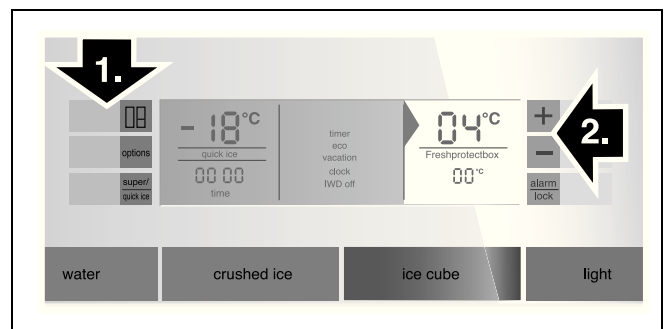 1.
options
super/
quick ice
- 18°C
quick ice
00 00
time
timer
eco
vacation
clock
IWD off
04°C
Freshprotectbox
00°C
+
-
2.
alarm
lock
water
crushed ice
ice cube
light